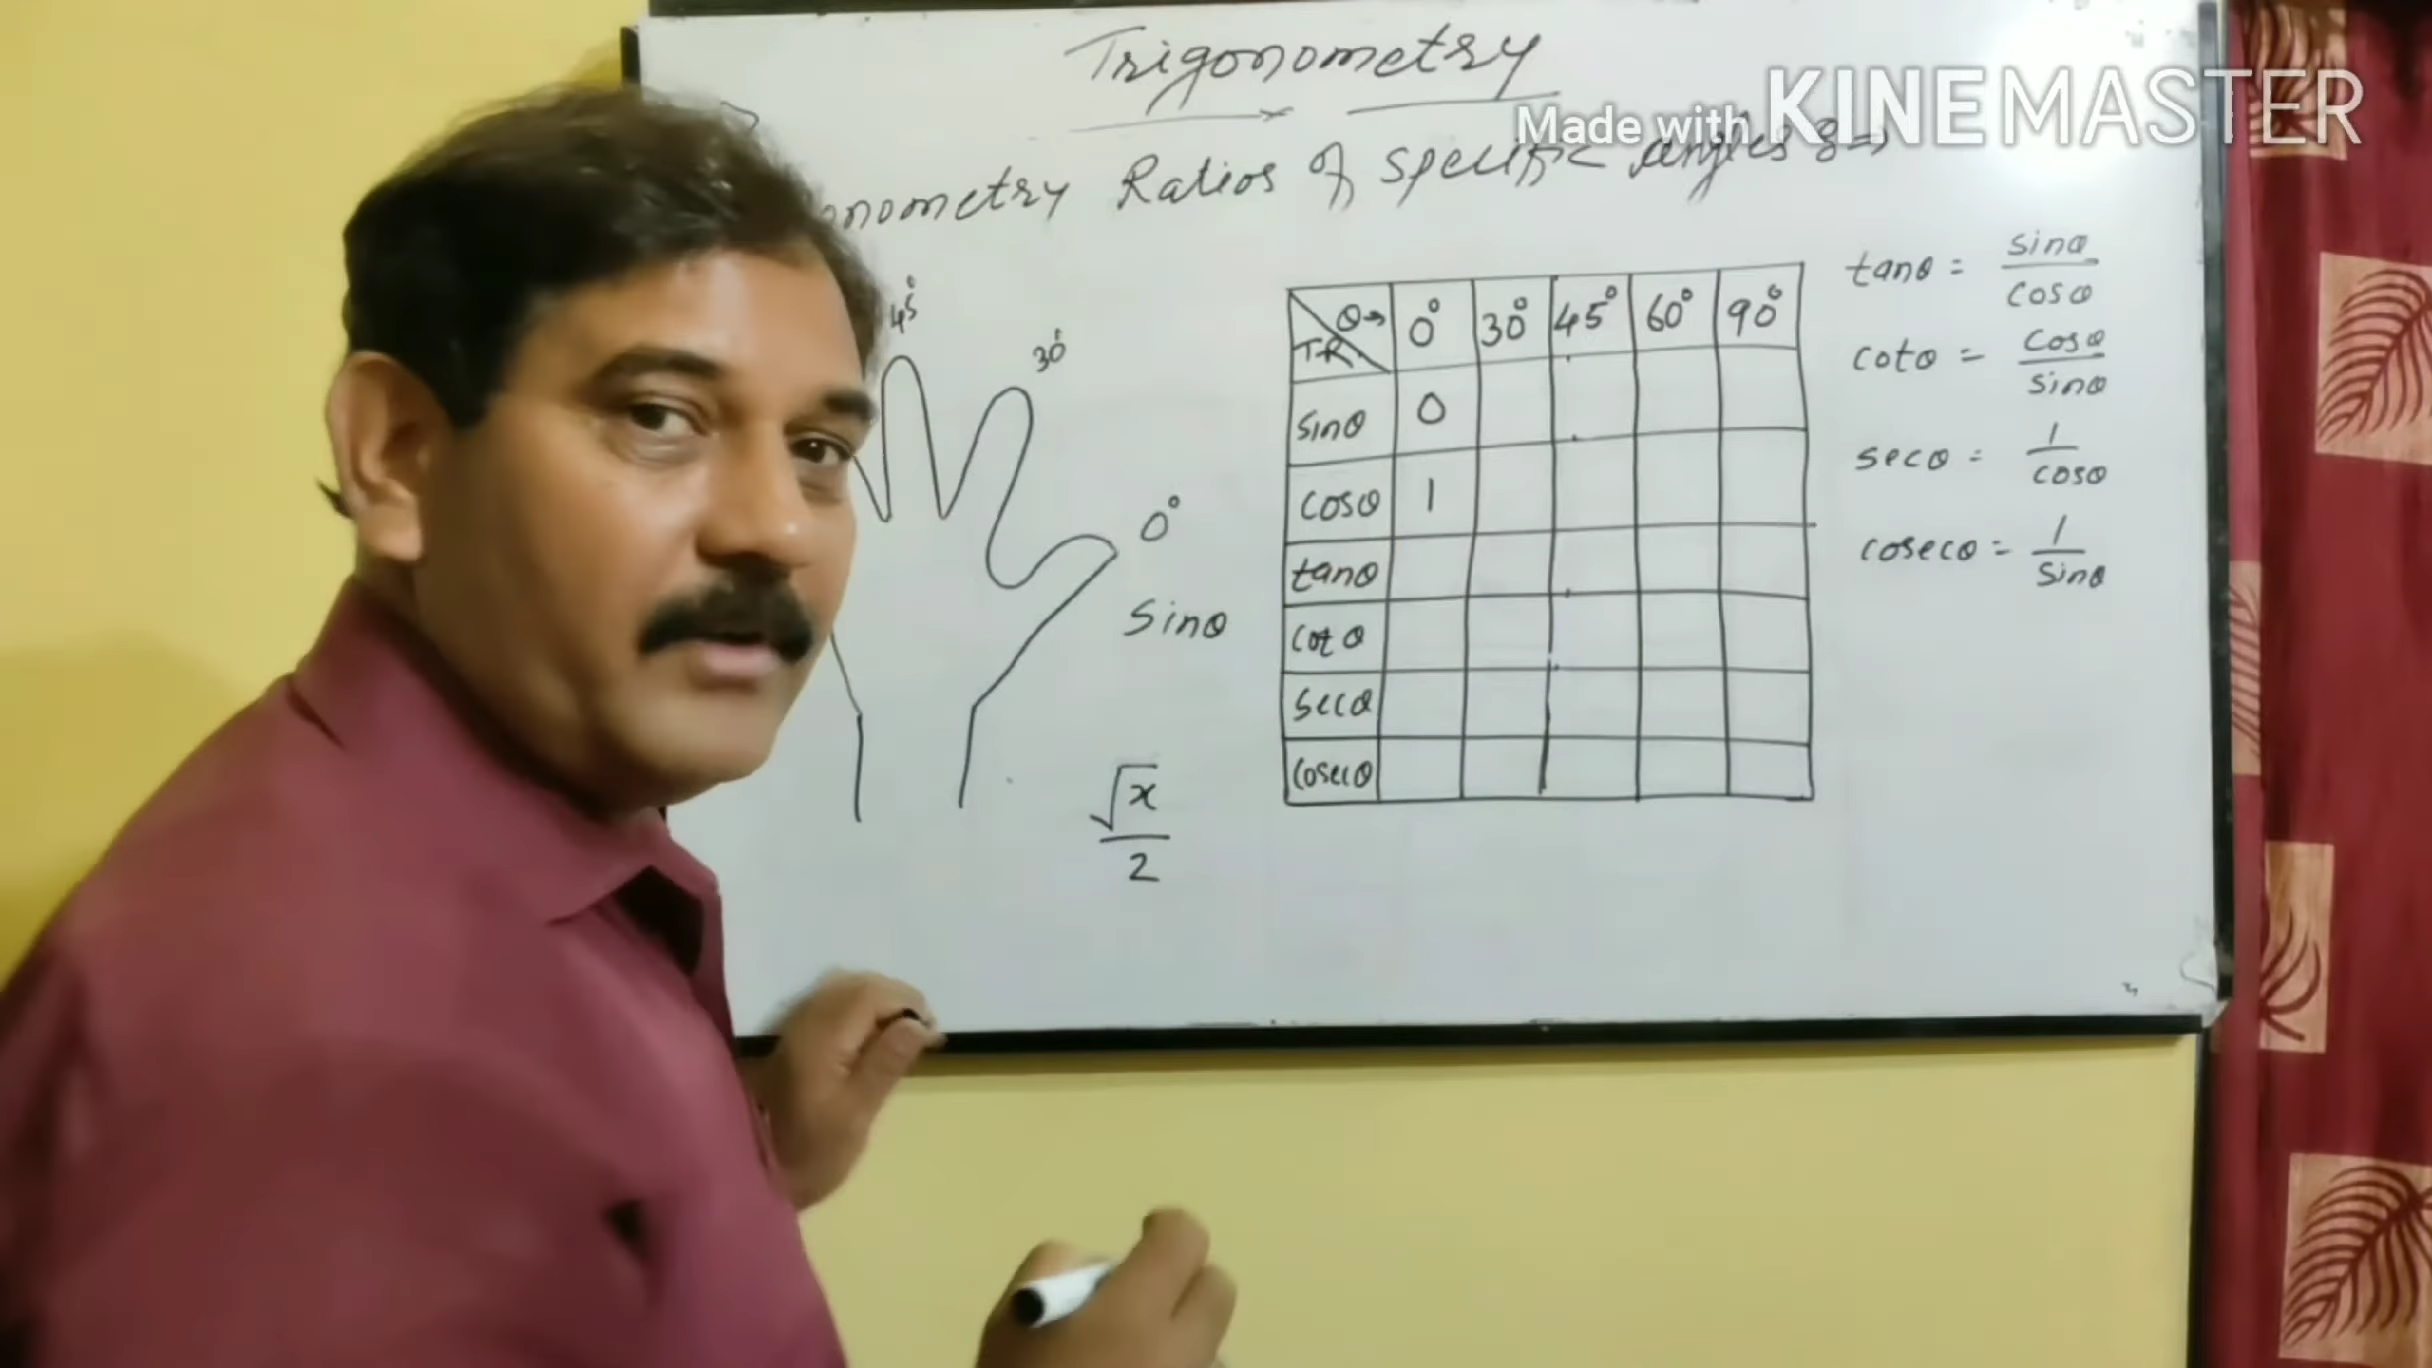 Trigonometry
Made with KINEMASTER
onometry Ratios of specific angles :→
45°
30°
0°
sinθ
√x
2
θ→ 0° 30° 45° 60° 90°
T.R.
sinθ 0
cosθ 1
tanθ
cotθ
secθ
cosecθ
tanθ = sinθ/cosθ
cotθ = cosθ/sinθ
secθ = 1/cosθ
cosecθ = 1/sinθ